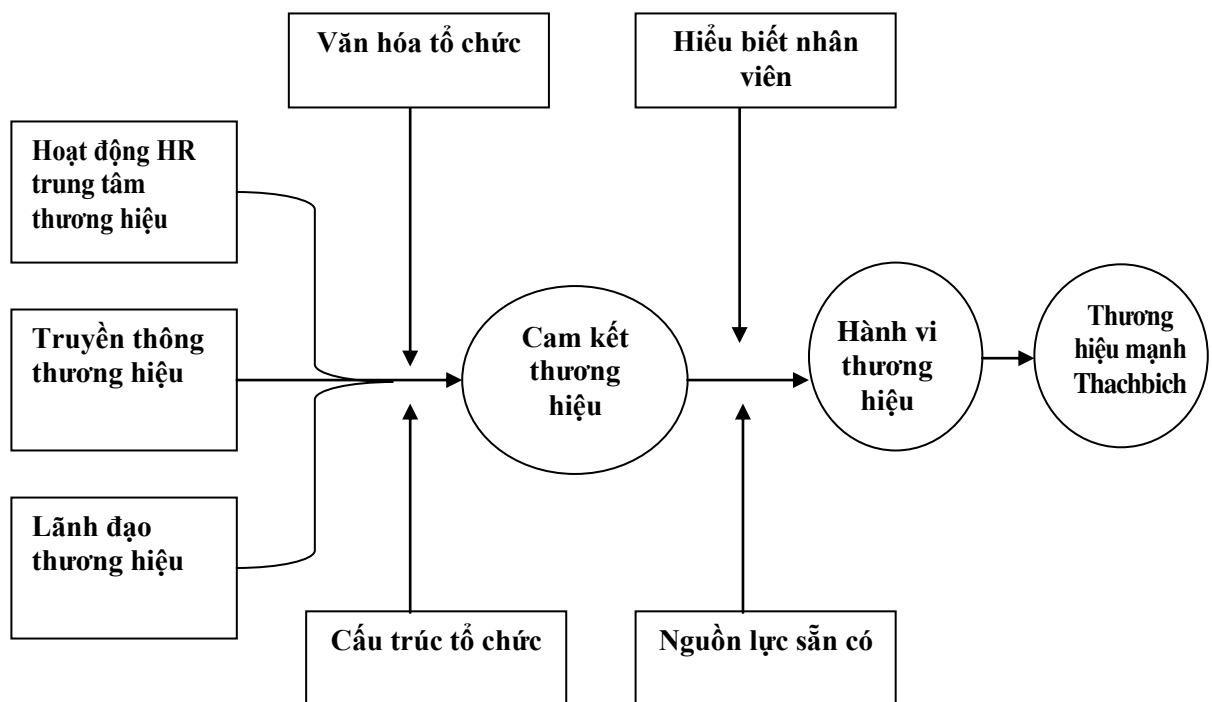 Văn hóa tổ chức
Hiểu biết nhân
viên
Hoạt động HR
trung tâm
thương hiệu
Truyền thông
thương hiệu
Lãnh đạo
thương hiệu
Cam kết
thương
hiệu
Hành vi
thương
hiệu
Thương
hiệu mạnh
Thachbich
Cấu trúc tổ chức
Nguồn lực sẵn có